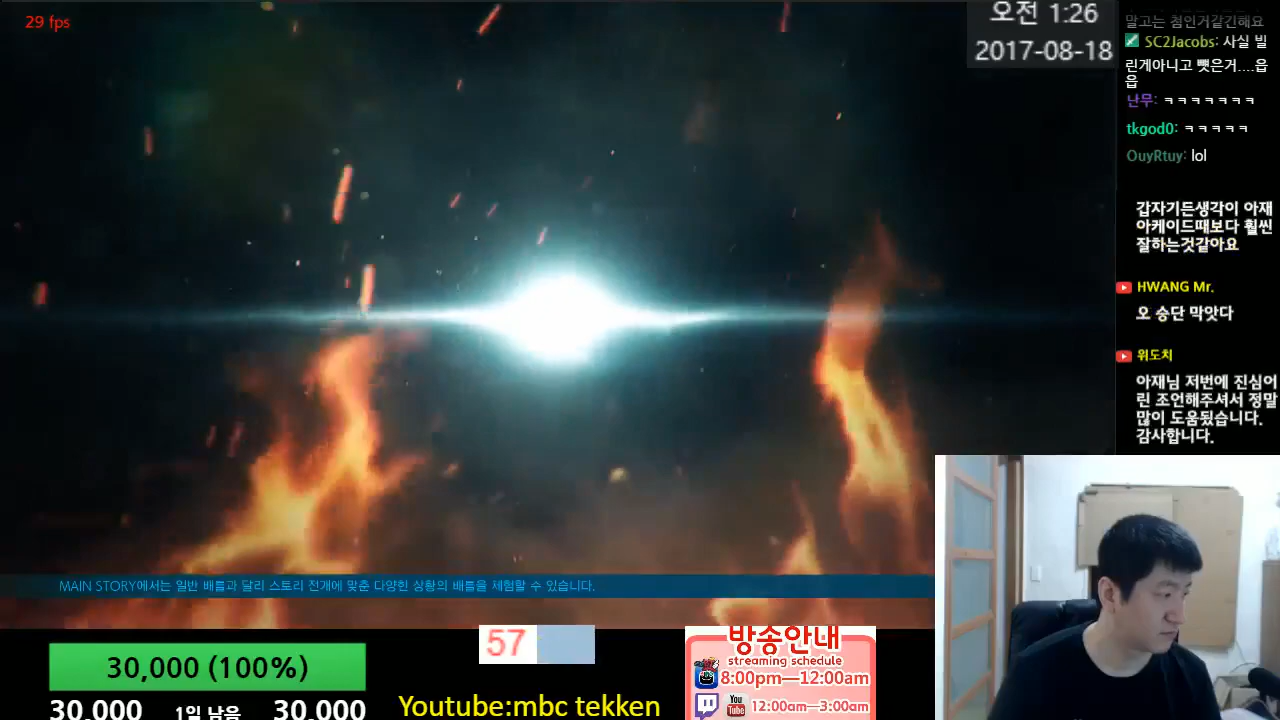 29 fps
오전 1:26
2017-08-18
말고는 첨인거같긴해요
SC2Jacobs: 사실 빌
린게아니고 뺏은거....읍
읍
난무: ㅋㅋㅋㅋㅋㅋㅋ
tkgod0: ㅋㅋㅋㅋㅋ
OuyRtuy: lol
갑자기든생각이 아재
아케이드때보다 훨씬
잘하는것같아요
HWANG Mr.
오 승단 막앗다
위도치
아재님 저번에 진심어
린 조언해주셔서 정말
많이 도움됬습니다.
감사합니다.
MAIN STORY에서는 일반 배틀과 달리 스토리 전개에 맞춘 다양한 상황의 배틀을 체험할 수 있습니다.
30,000 (100%)
30,000 1일 남음 30,000
57
Youtube:mbc tekken
방송안내
streaming schedule
8:00pm—12:00am
You Tube 12:00am—3:00am